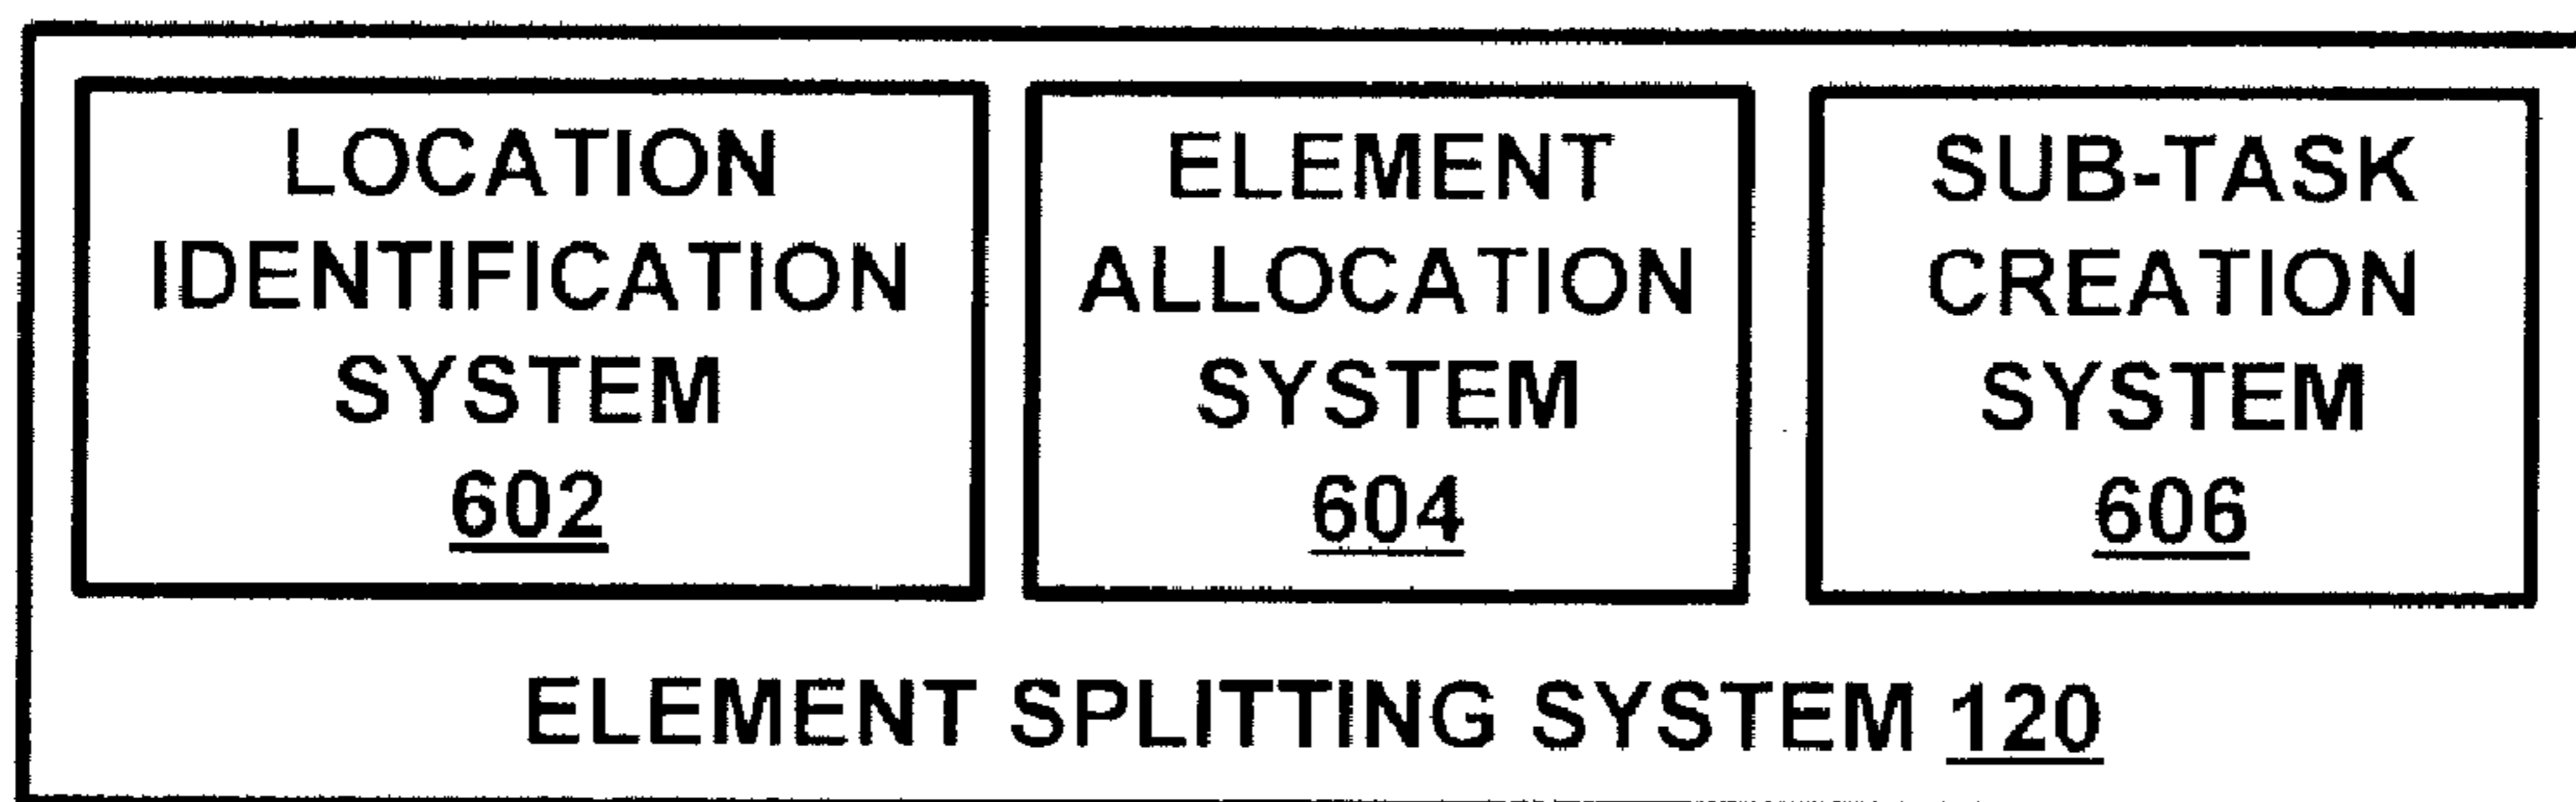 LOCATION
IDENTIFICATION
SYSTEM
602
ELEMENT
ALLOCATION
SYSTEM
604
SUB-TASK
CREATION
SYSTEM
606
ELEMENT SPLITTING SYSTEM 120